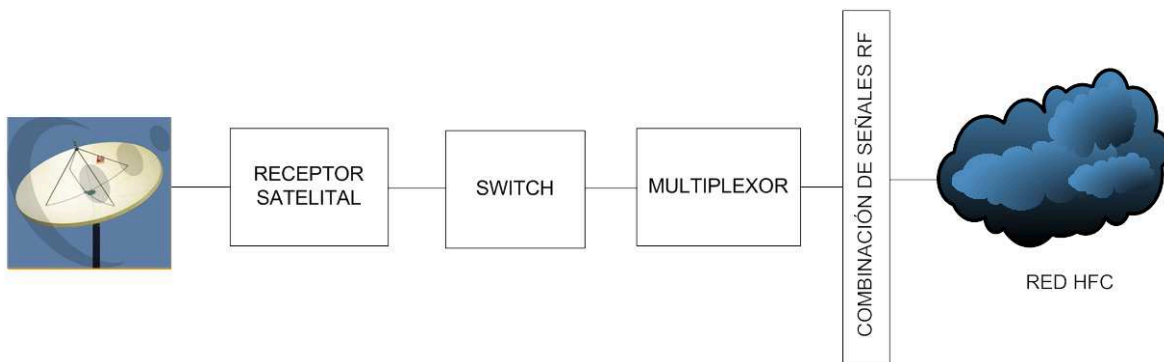 RECEPTOR
SATELITAL
SWITCH
MULTIPLEXOR
COMBINACIÓN DE SEÑALES RF
RED HFC